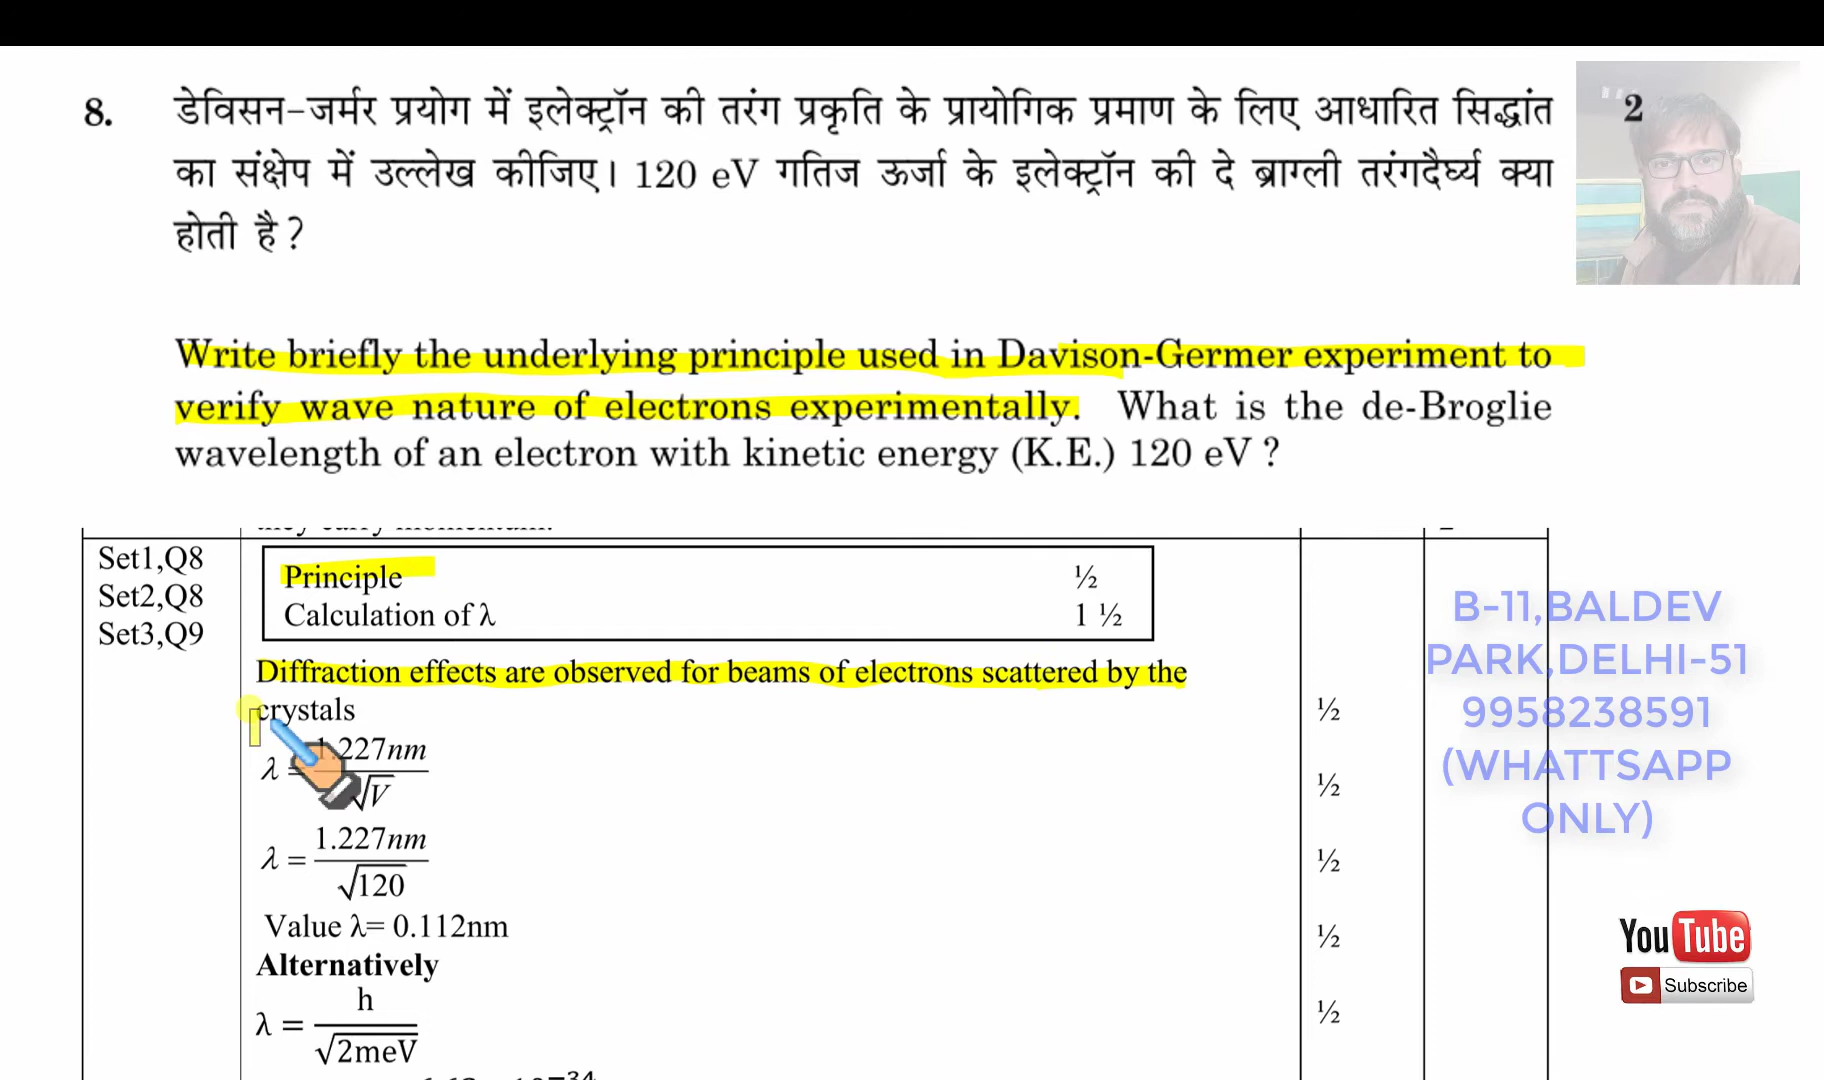 8. डेविसन-जर्मर प्रयोग में इलेक्ट्रॉन की तरंग प्रकृति के प्रायोगिक प्रमाण के लिए आधारित सिद्धांत 2
का संक्षेप में उल्लेख कीजिए। 120 eV गतिज ऊर्जा के इलेक्ट्रॉन की दे ब्राग्ली तरंगदैर्घ्य क्या
होती है ?
Write briefly the underlying principle used in Davison-Germer experiment to
verify wave nature of electrons experimentally. What is the de-Broglie
wavelength of an electron with kinetic energy (K.E.) 120 eV ?
Set1,Q8
Set2,Q8
Set3,Q9
Principle ½
Calculation of λ 1 ½
Diffraction effects are observed for beams of electrons scattered by the
crystals ½
λ = 1.227nm / √V ½
λ = 1.227nm / √120 ½
Value λ= 0.112nm ½
Alternatively
λ = h / √2meV ½
B-11,BALDEV
PARK,DELHI-51
9958238591
(WHATTSAPP
ONLY)
YouTube
Subscribe